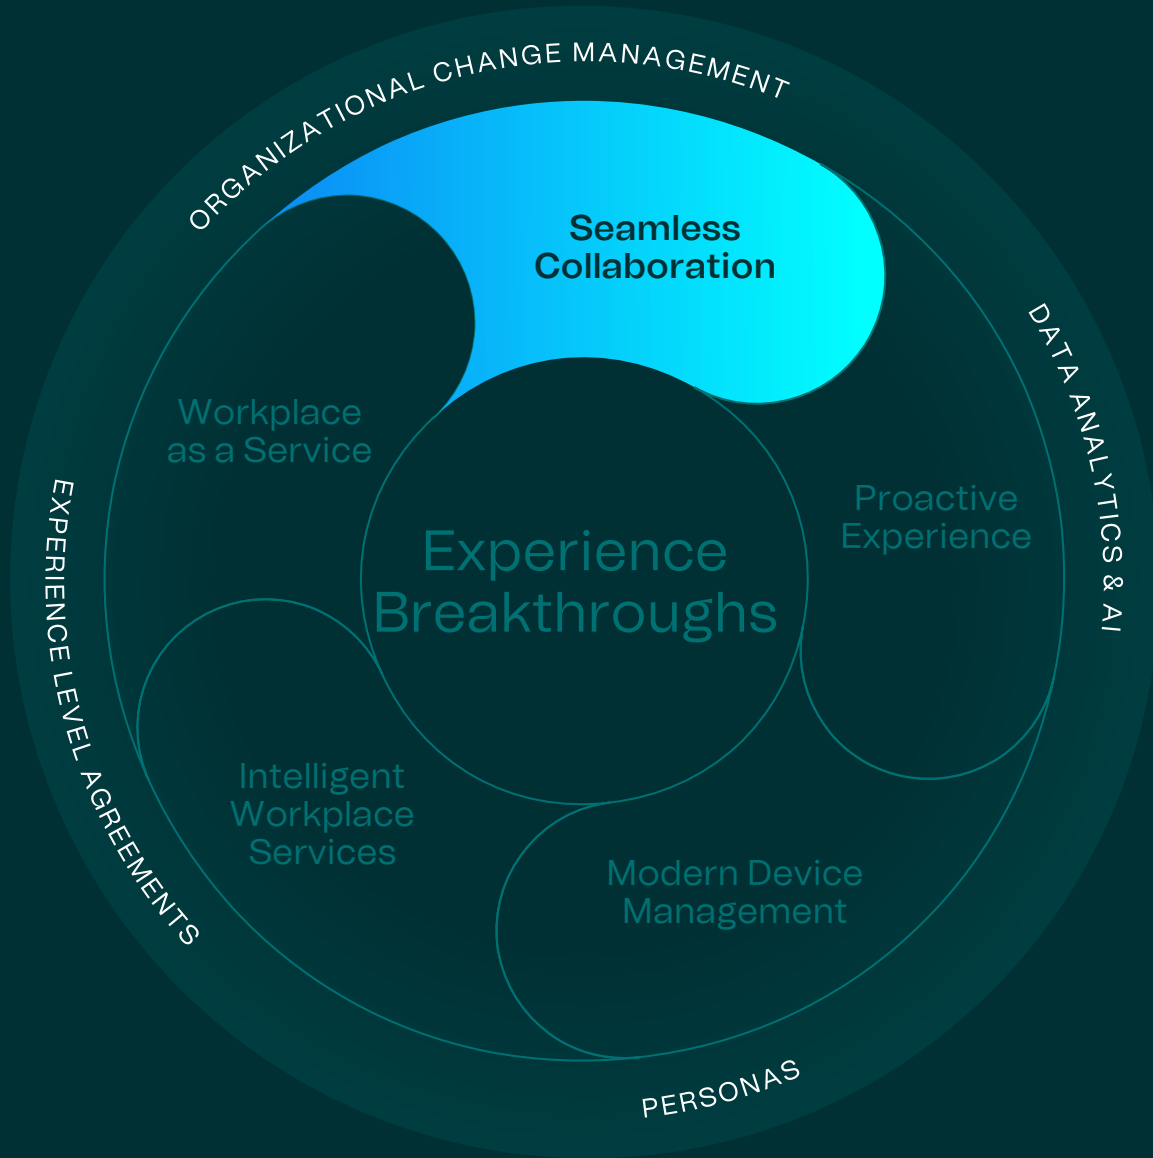 ORGANIZATIONAL CHANGE MANAGEMENT
Seamless
Collaboration
DATA ANALYTICS & AI
Workplace
as a Service
Proactive
Experience
Experience
Breakthroughs
EXPERIENCE LEVEL AGREEMENTS
Intelligent
Workplace
Services
Modern Device
Management
PERSONAS